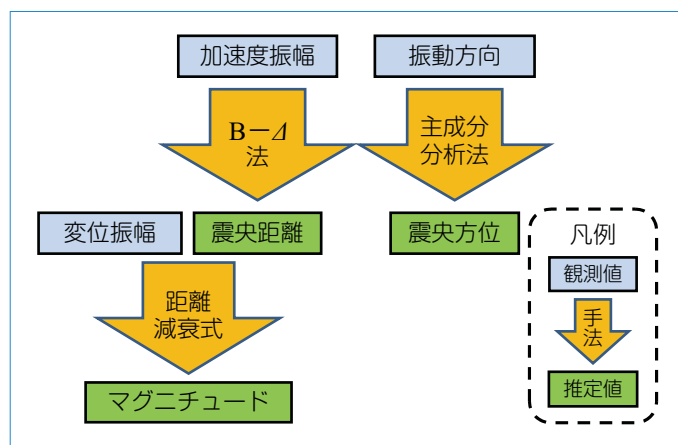 加速度振幅
振動方向
B－Δ
法
主成分
分析法
変位振幅
震央距離
震央方位
距離
減衰式
マグニチュード
凡例
観測値
手
法
推定値